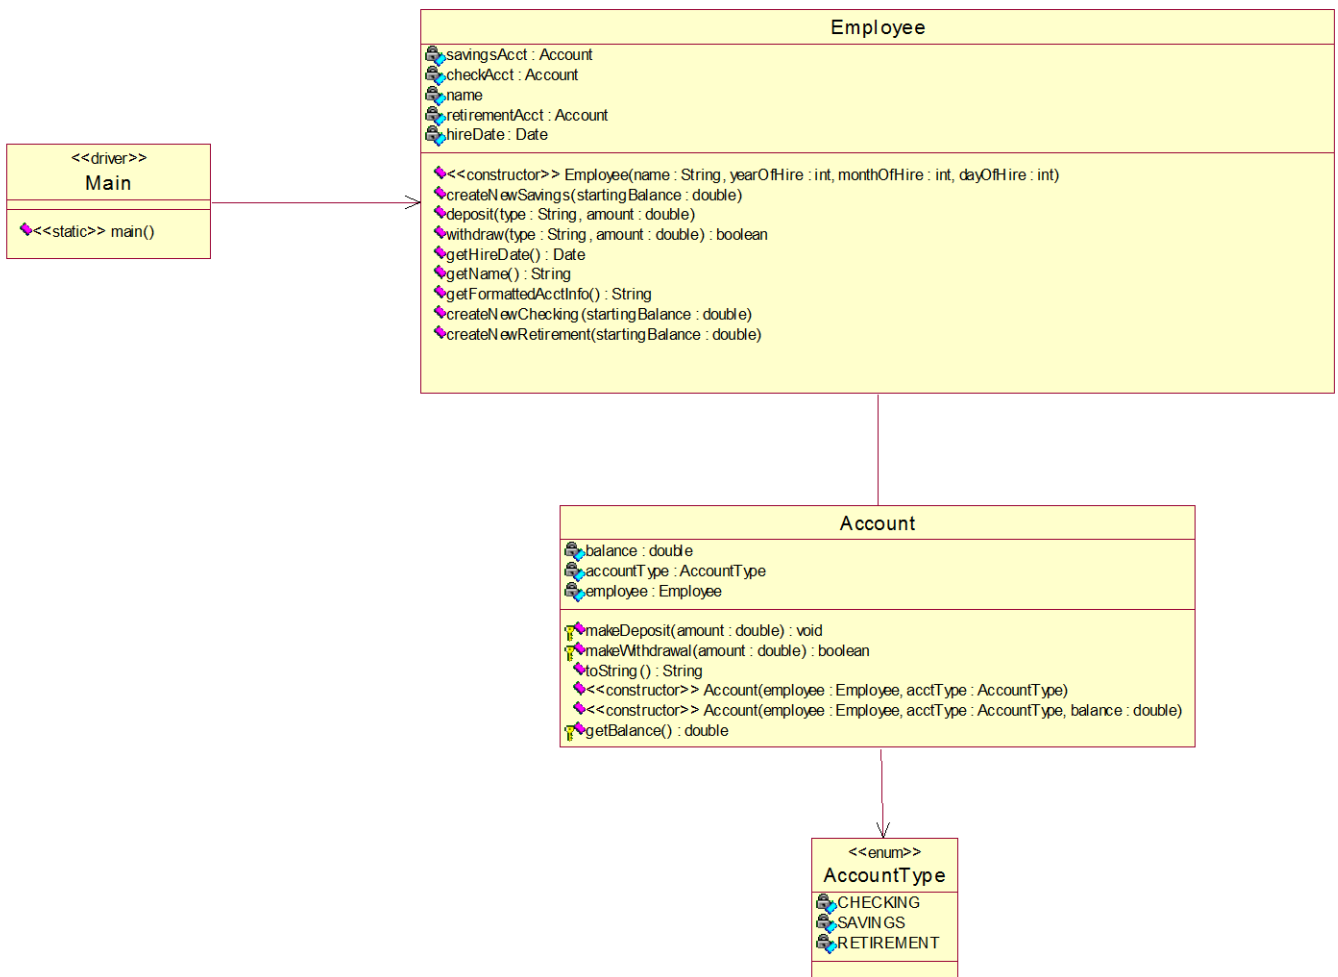 Employee
savingsAcct : Account
checkAcct : Account
name
retirementAcct : Account
hireDate : Date
<<constructor>> Employee(name : String, yearOfHire : int, monthOfHire : int, dayOfHire : int)
createNewSavings(startingBalance : double)
deposit(type : String, amount : double)
withdraw(type : String, amount : double) : boolean
getHireDate() : Date
getName() : String
getFormattedAcctInfo() : String
createNewChecking(startingBalance : double)
createNewRetirement(startingBalance : double)
<<driver>>
Main
<<static>> main()
Account
balance : double
accountType : AccountType
employee : Employee
makeDeposit(amount : double) : void
makeWithdrawal(amount : double) : boolean
toString() : String
<<constructor>> Account(employee : Employee, acctType : AccountType)
<<constructor>> Account(employee : Employee, acctType : AccountType, balance : double)
getBalance() : double
<<enum>>
AccountType
CHECKING
SAVINGS
RETIREMENT